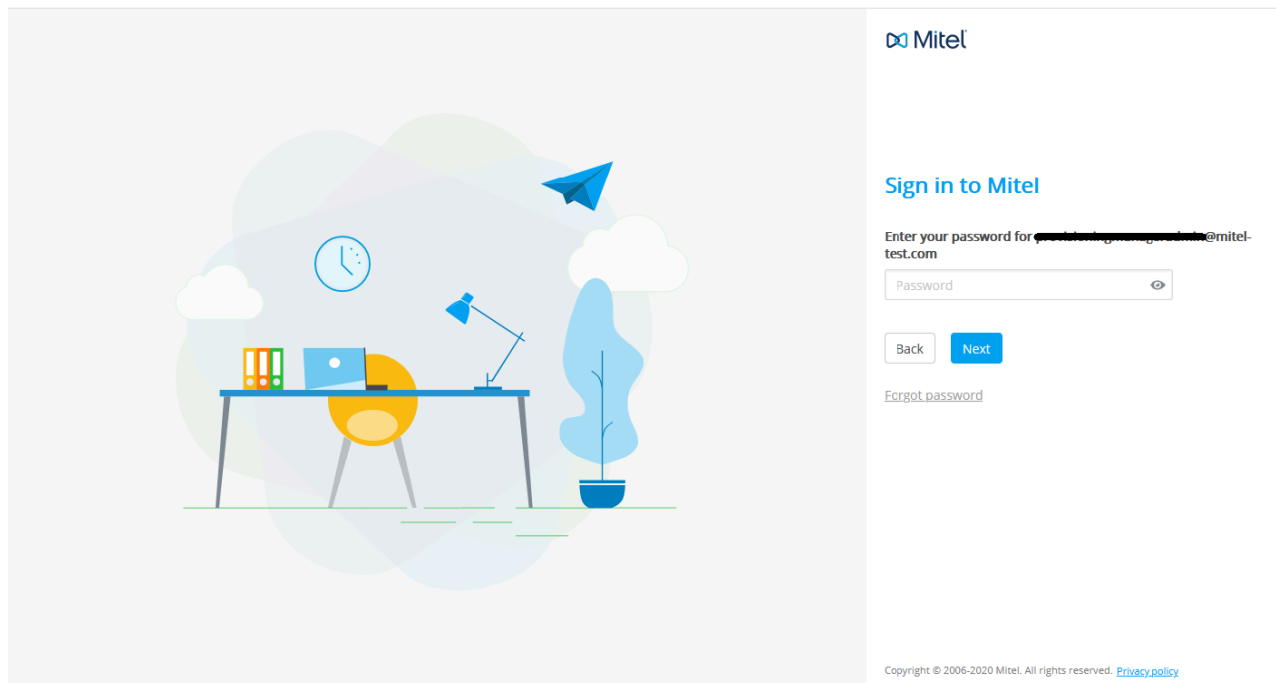 Mitel
Sign in to Mitel
Enter your password for @mitel-
test.com
Password
Back Next
Forgot password
Copyright © 2006-2020 Mitel. All rights reserved. Privacy policy